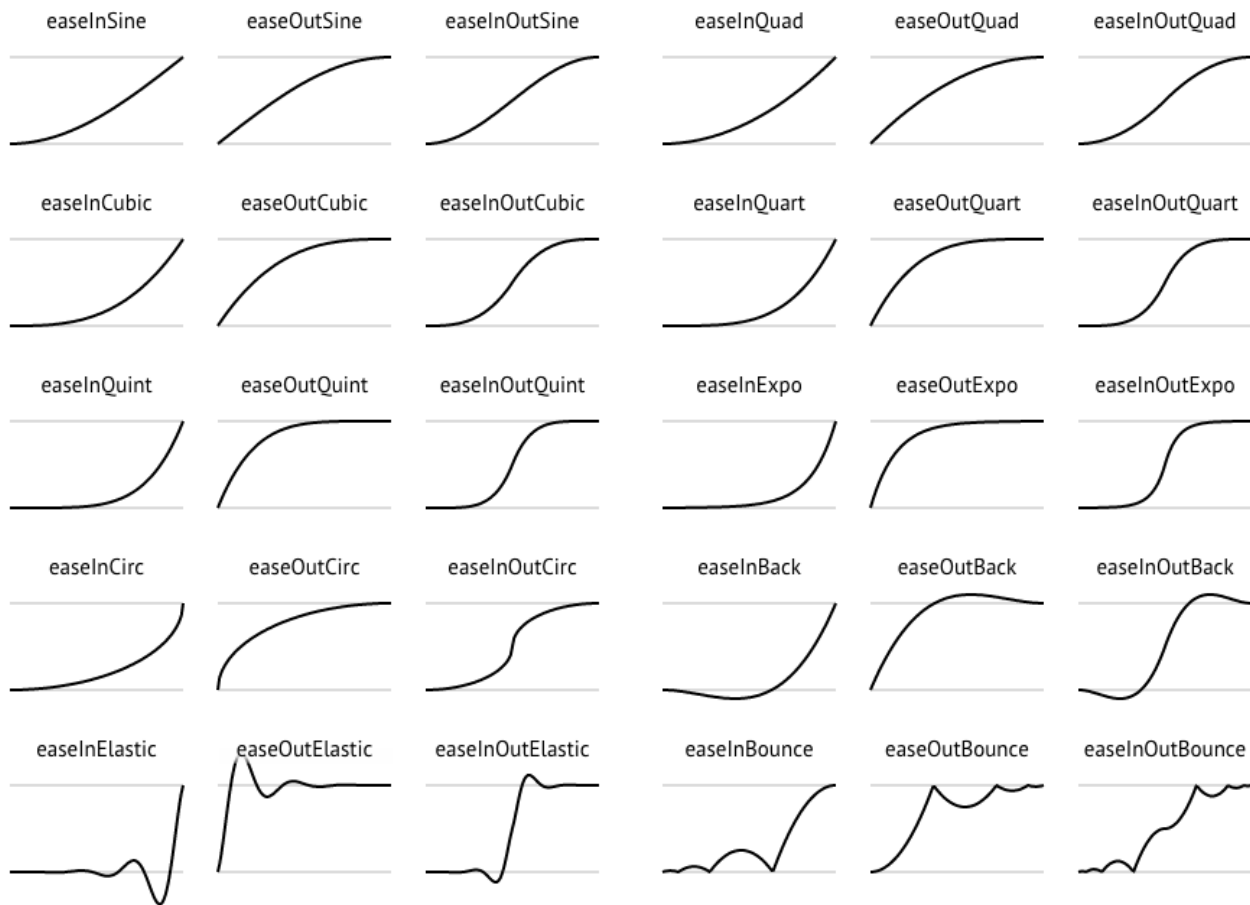 easeInSine easeOutSine easeInOutSine easeInQuad easeOutQuad easeInOutQuad
easeInCubic easeOutCubic easeInOutCubic easeInQuart easeOutQuart easeInOutQuart
easeInQuint easeOutQuint easeInOutQuint easeInExpo easeOutExpo easeInOutExpo
easeInCirc easeOutCirc easeInOutCirc easeInBack easeOutBack easeInOutBack
easeInElastic easeOutElastic easeInOutElastic easeInBounce easeOutBounce easeInOutBounce